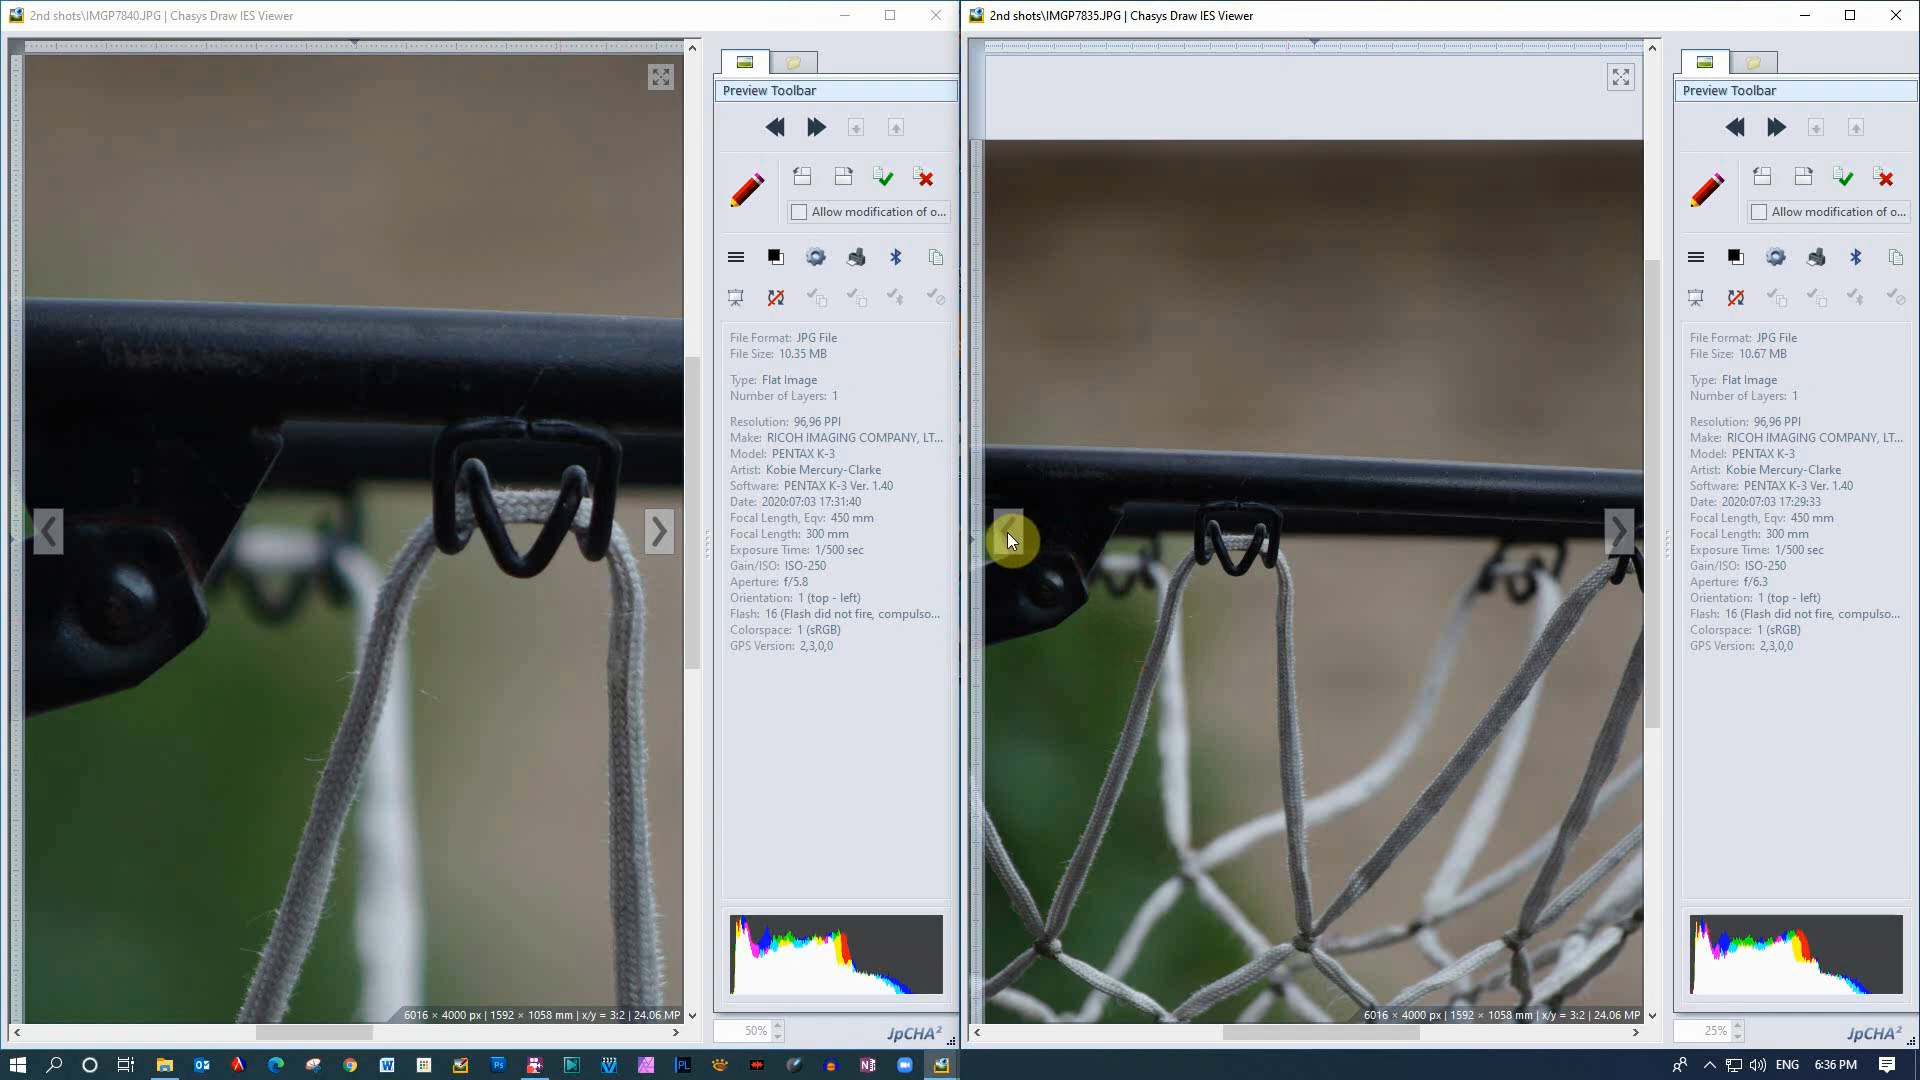 2nd shots\IMGP7840.JPG | Chasys Draw IES Viewer
Preview Toolbar
Allow modification of o...
File Format: JPG File
File Size: 10.35 MB
Type: Flat Image
Number of Layers: 1
Resolution: 96,96 PPI
Make: RICOH IMAGING COMPANY, LT...
Model: PENTAX K-3
Artist: Kobie Mercury-Clarke
Software: PENTAX K-3 Ver. 1.40
Date: 2020:07:03 17:31:40
Focal Length, Eqv: 450 mm
Focal Length: 300 mm
Exposure Time: 1/500 sec
Gain/ISO: ISO-250
Aperture: f/5.8
Orientation: 1 (top - left)
Flash: 16 (Flash did not fire, compulso...
Colorspace: 1 (sRGB)
GPS Version: 2,3,0,0
6016 × 4000 px | 1592 × 1058 mm | x/y = 3:2 | 24.06 MP
50%
JpCHA²
2nd shots\IMGP7835.JPG | Chasys Draw IES Viewer
Preview Toolbar
Allow modification of o...
File Format: JPG File
File Size: 10.67 MB
Type: Flat Image
Number of Layers: 1
Resolution: 96,96 PPI
Make: RICOH IMAGING COMPANY, LT...
Model: PENTAX K-3
Artist: Kobie Mercury-Clarke
Software: PENTAX K-3 Ver. 1.40
Date: 2020:07:03 17:29:33
Focal Length, Eqv: 450 mm
Focal Length: 300 mm
Exposure Time: 1/500 sec
Gain/ISO: ISO-250
Aperture: f/6.3
Orientation: 1 (top - left)
Flash: 16 (Flash did not fire, compulso...
Colorspace: 1 (sRGB)
GPS Version: 2,3,0,0
6016 × 4000 px | 1592 × 1058 mm | x/y = 3:2 | 24.06 MP
25%
JpCHA²
ENG
6:36 PM